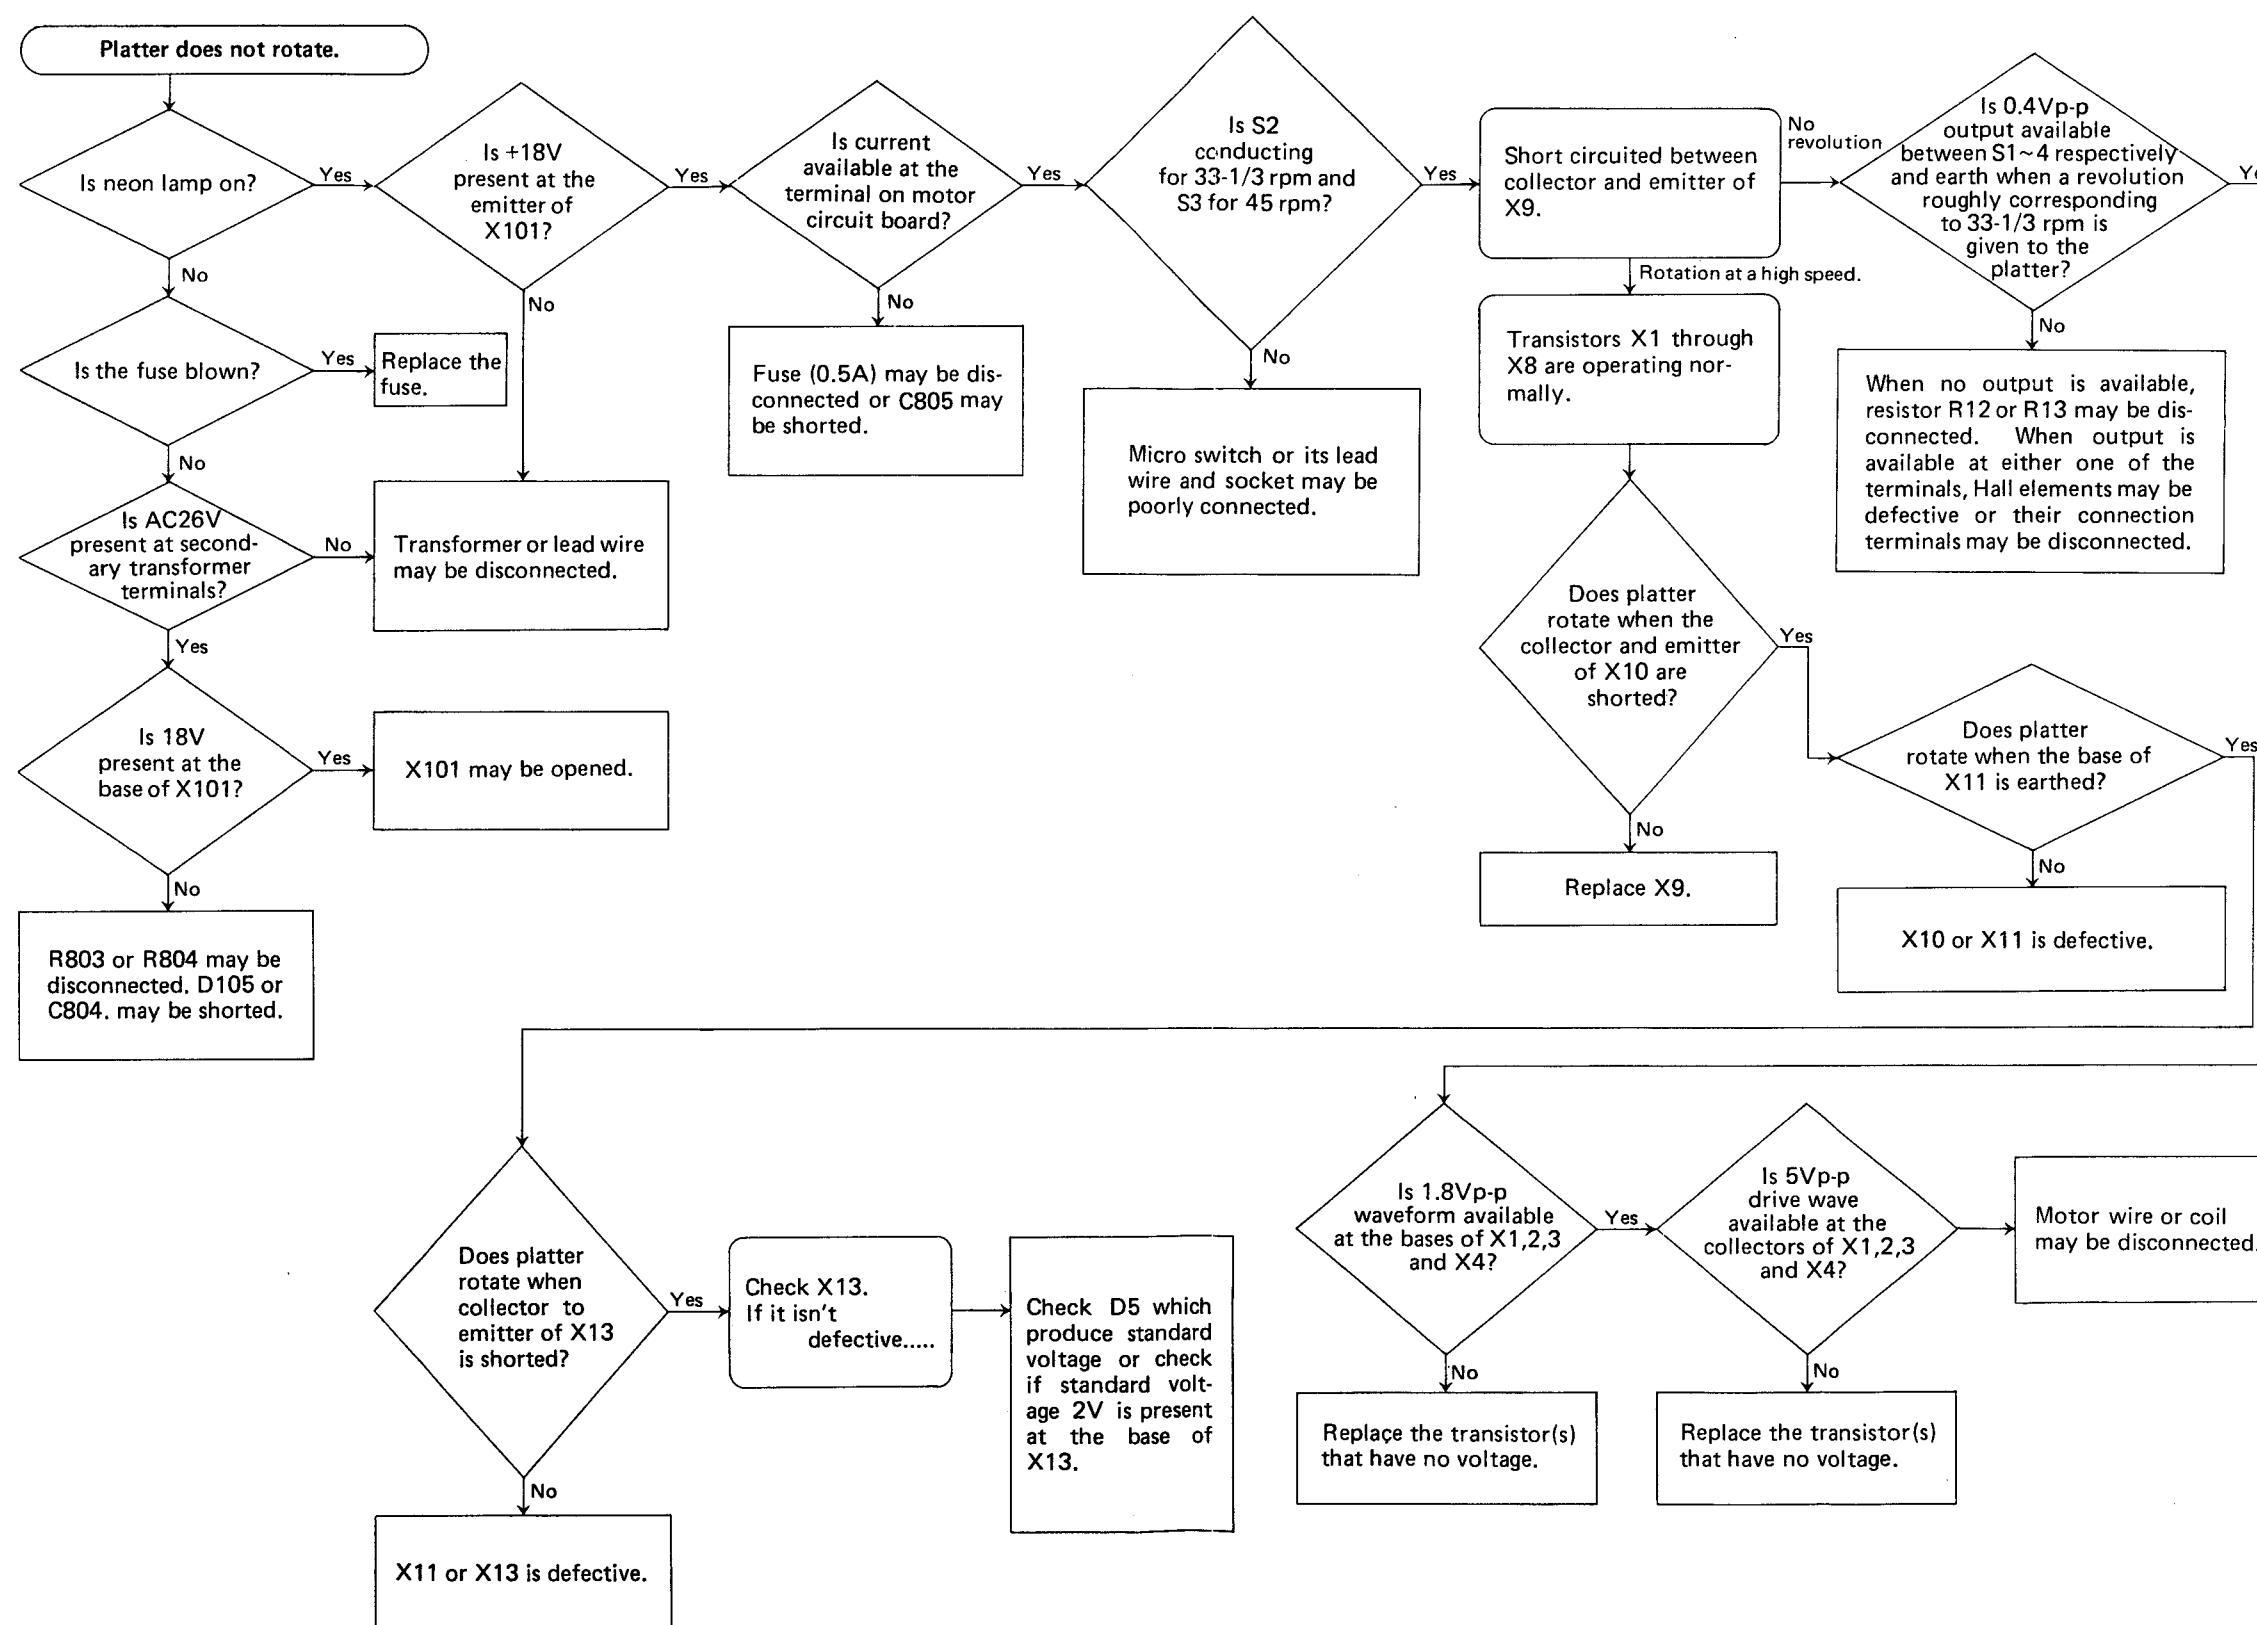 Platter does not rotate.
Is neon lamp on?
Yes
No
Is +18V
present at the
emitter of
X101?
Yes
No
Is current
available at the
terminal on motor
circuit board?
Yes
No
Is S2
conducting
for 33-1/3 rpm and
S3 for 45 rpm?
Yes
No
Short circuited between
collector and emitter of
X9.
No
revolution
Rotation at a high speed.
Is 0.4Vp-p
output available
between S1~4 respectively
and earth when a revolution
roughly corresponding
to 33-1/3 rpm is
given to the
platter?
No
Is the fuse blown?
Yes
No
Replace the
fuse.
Fuse (0.5A) may be dis-
connected or C805 may
be shorted.
Micro switch or its lead
wire and socket may be
poorly connected.
Transistors X1 through
X8 are operating nor-
mally.
When no output is available,
resistor R12 or R13 may be dis-
connected. When output is
available at either one of the
terminals, Hall elements may be
defective or their connection
terminals may be disconnected.
Is AC26V
present at second-
ary transformer
terminals?
No
Yes
Transformer or lead wire
may be disconnected.
Does platter
rotate when the
collector and emitter
of X10 are
shorted?
Yes
No
Is 18V
present at the
base of X101?
Yes
No
X101 may be opened.
Does platter
rotate when the base of
X11 is earthed?
Yes
No
Replace X9.
X10 or X11 is defective.
R803 or R804 may be
disconnected. D105 or
C804. may be shorted.
Does platter
rotate when
collector to
emitter of X13
is shorted?
Yes
No
Check X13.
If it isn't
defective.....
Check D5 which
produce standard
voltage or check
if standard volt-
age 2V is present
at the base of
X13.
X11 or X13 is defective.
Is 1.8Vp-p
waveform available
at the bases of X1,2,3
and X4?
Yes
No
Is 5Vp-p
drive wave
available at the
collectors of X1,2,3
and X4?
No
Motor wire or coil
may be disconnected.
Replace the transistor(s)
that have no voltage.
Replace the transistor(s)
that have no voltage.